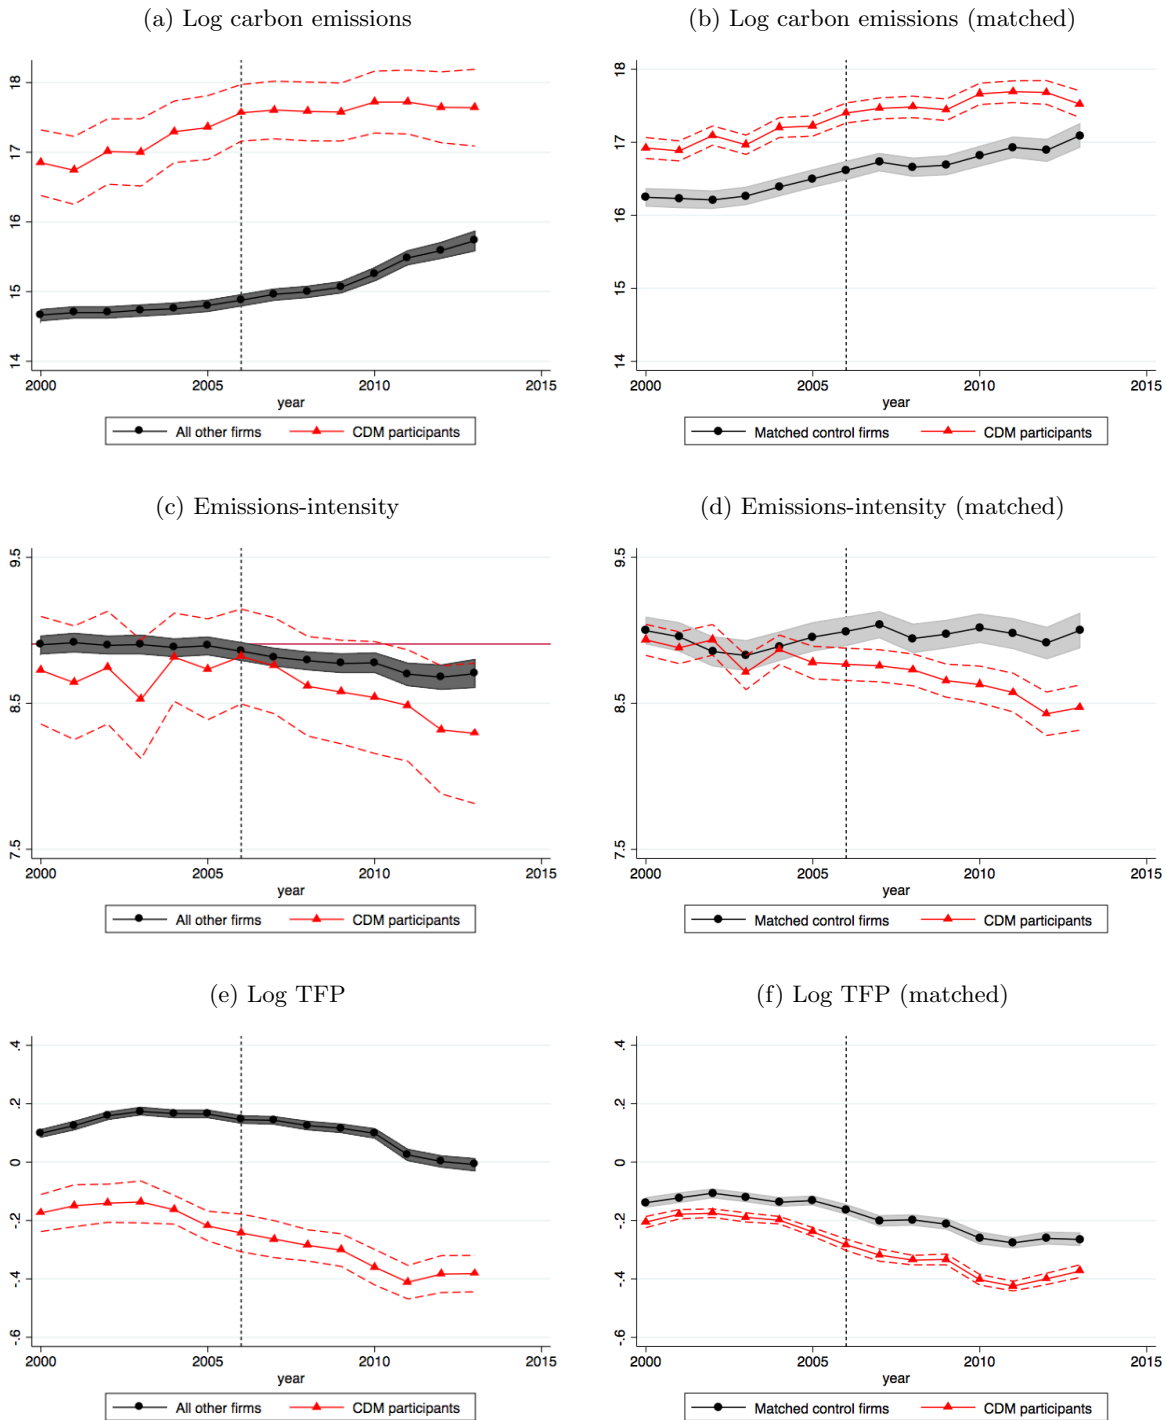 (a) Log carbon emissions
18
17
16
15
14
2000 2005 2010 2015
year
All other firms CDM participants
(b) Log carbon emissions (matched)
18
17
16
15
14
2000 2005 2010 2015
year
Matched control firms CDM participants
(c) Emissions-intensity
9.5
8.5
7.5
2000 2005 2010 2015
year
All other firms CDM participants
(d) Emissions-intensity (matched)
9.5
8.5
7.5
2000 2005 2010 2015
year
Matched control firms CDM participants
(e) Log TFP
.4
.2
0
-.2
-.4
-.6
2000 2005 2010 2015
year
All other firms CDM participants
(f) Log TFP (matched)
.4
.2
0
-.2
-.4
-.6
2000 2005 2010 2015
year
Matched control firms CDM participants